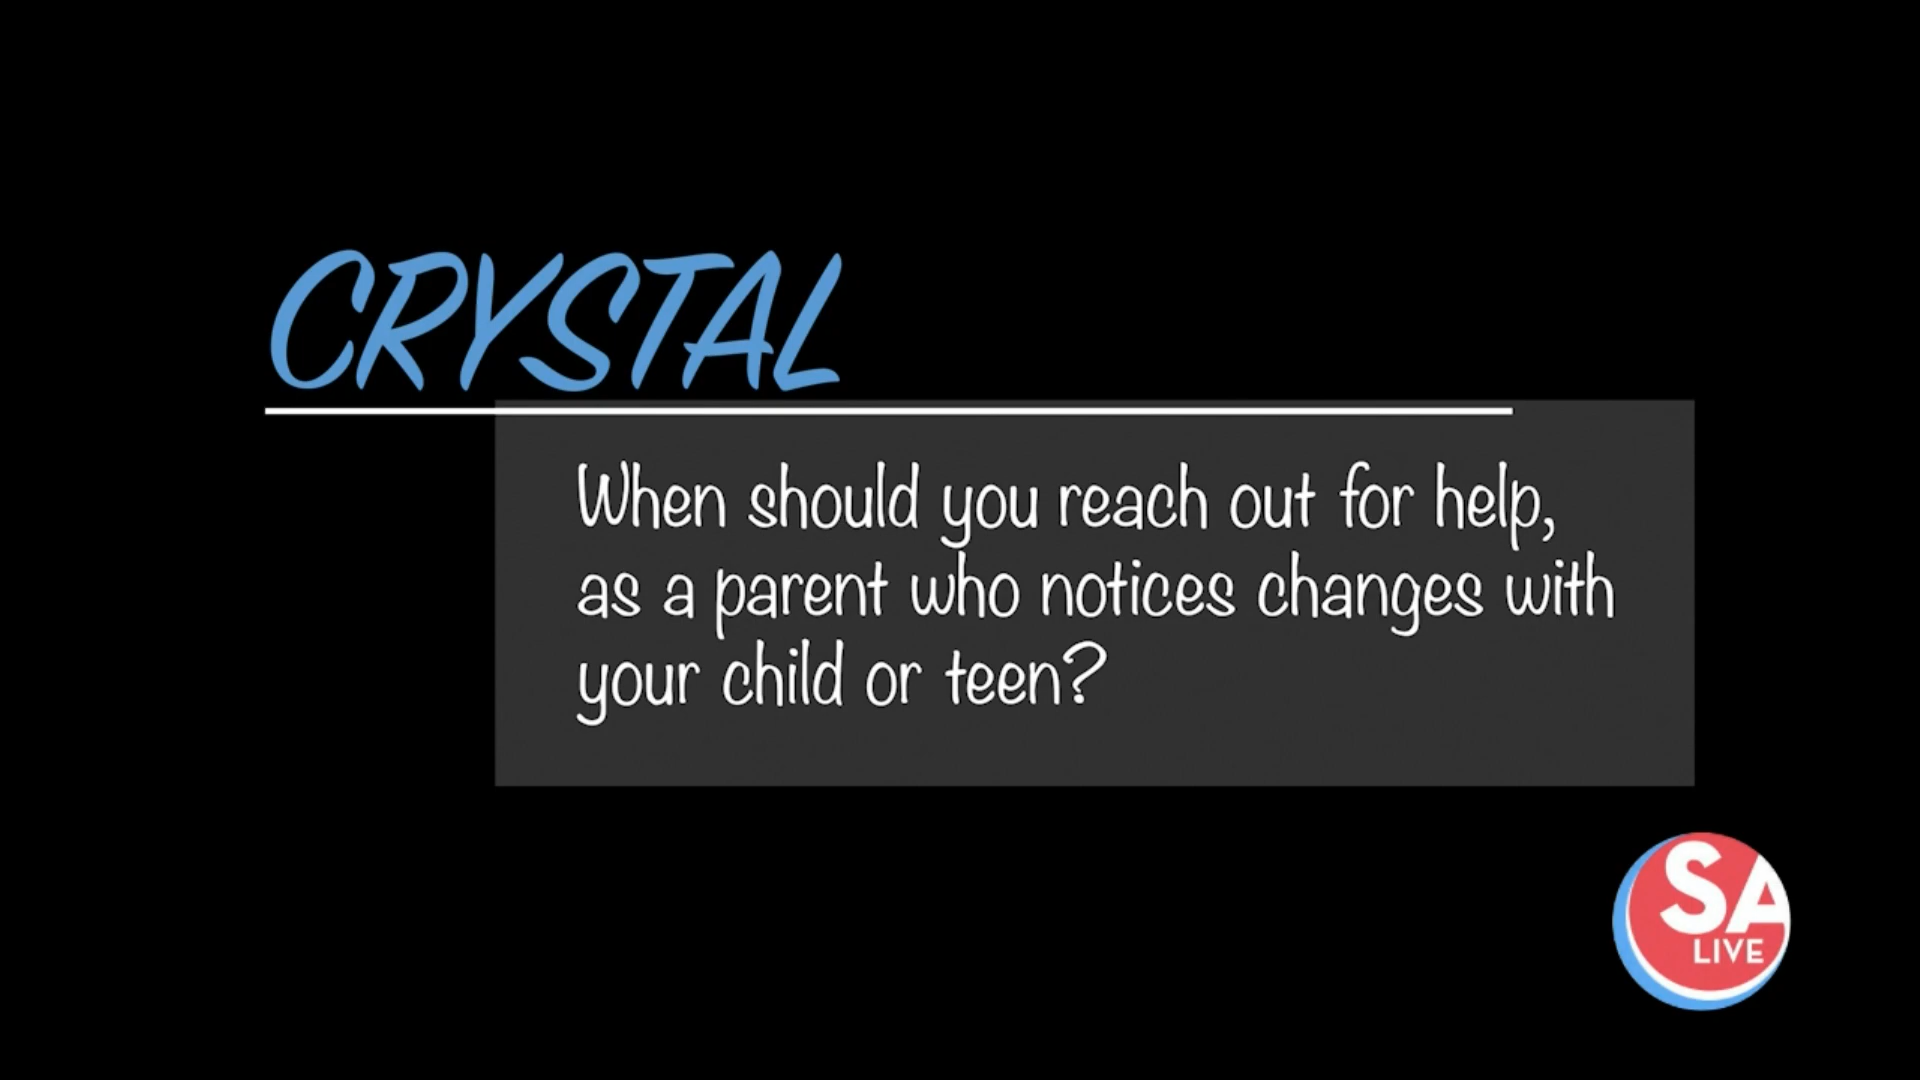 CRYSTAL
When should you reach out for help,
as a parent who notices changes with
your child or teen?
SA
LIVE